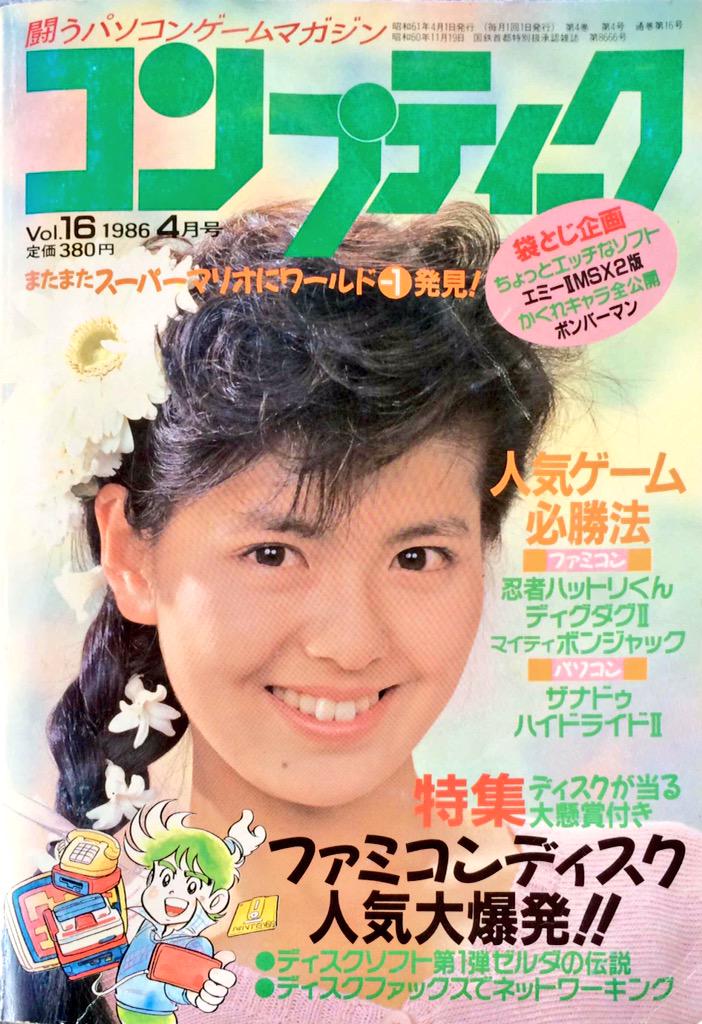 闘うパソコンゲームマガジン
昭和61年4月1日発行 (毎月1回1日発行) 第4巻 第4号 通巻第16号
昭和60年11月19日 国鉄首都特別扱承認雑誌 第8666号
コンプティーク
Vol.16 1986 4月号
定価380円
またまたスーパーマリオにワールド-1発見!
袋とじ企画
ちょっとエッチなソフト
エミーⅡMSX2版
かくれキャラ全公開
ボンバーマン
人気ゲーム
必勝法
ファミコン
忍者ハットリくん
ディグダグⅡ
マイティボンジャック
パソコン
ザナドゥ
ハイドライドⅡ
特集
ディスクが当る
大懸賞付き
ファミコンディスク
人気大爆発!!
●ディスクソフト第1弾ゼルダの伝説
●ディスクファックスでネットワーキング